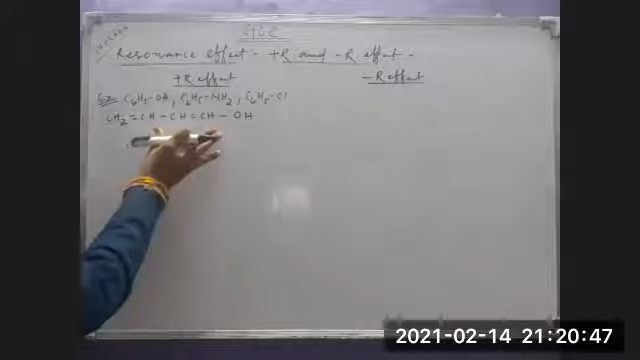 GOC
Resonance effect - +R and -R effect -
+R effect
-R effect
Ex- C6H5-OH, C6H5-NH2, C6H5-Cl
CH2=CH-CH=CH-OH
2021-02-14 21:20:47